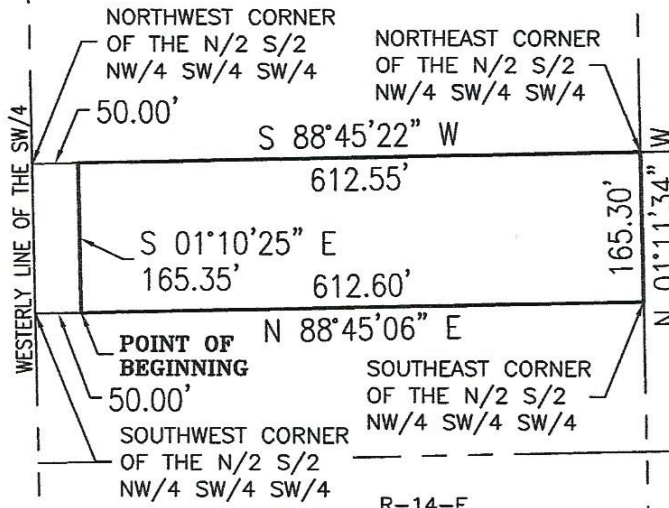 NORTHWEST CORNER
OF THE N/2 S/2
NW/4 SW/4 SW/4
NORTHEAST CORNER
OF THE N/2 S/2
NW/4 SW/4 SW/4
50.00'
S 88°45'22" W
612.55'
WESTERLY LINE OF THE SW/4
S 01°10'25" E
165.35'
165.30'
N 01°11'34" W
612.60'
N 88°45'06" E
POINT OF
BEGINNING
50.00'
SOUTHEAST CORNER
OF THE N/2 S/2
NW/4 SW/4 SW/4
SOUTHWEST CORNER
OF THE N/2 S/2
NW/4 SW/4 SW/4
R-14-E